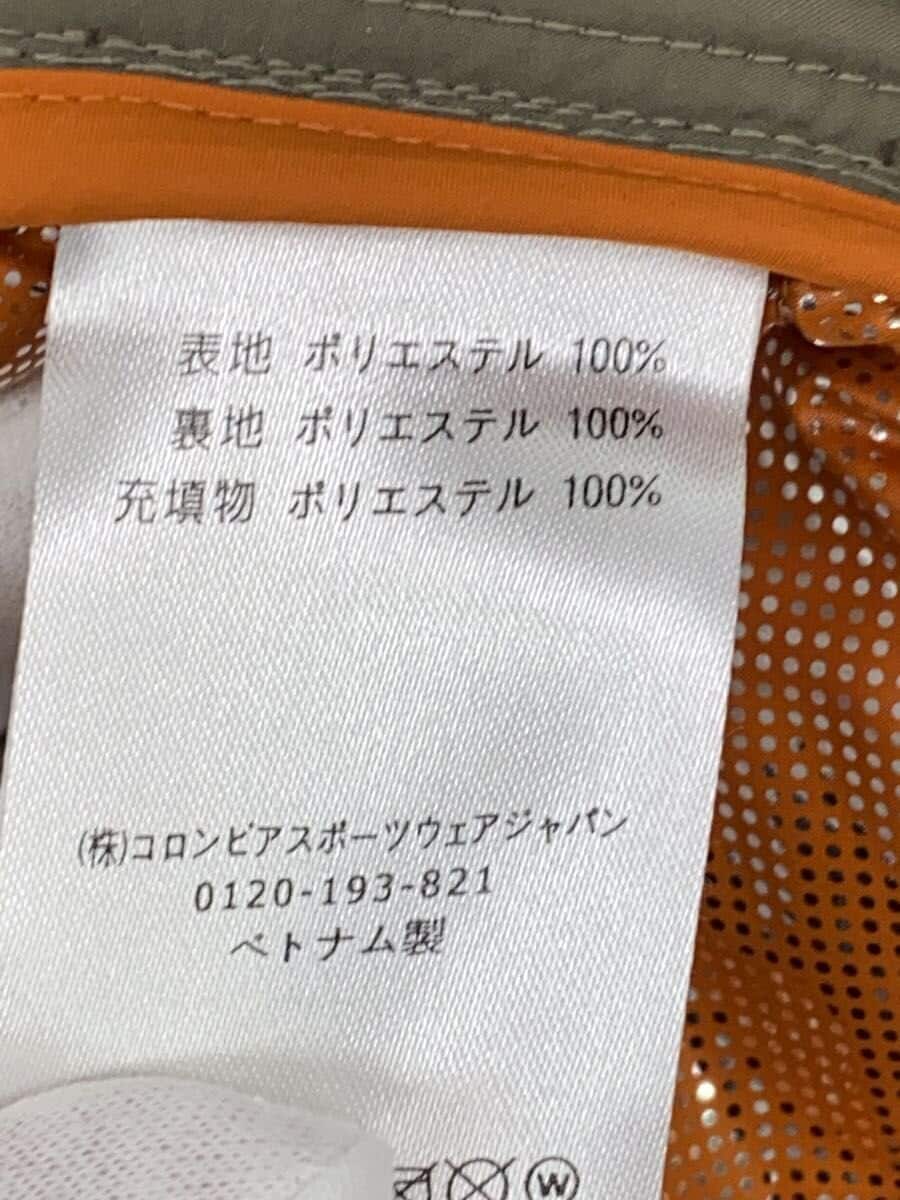 表地 ポリエステル 100%
裏地 ポリエステル 100%
充填物 ポリエステル 100%
(株)コロンビアスポーツウェアジャパン
0120-193-821
ベトナム製
W